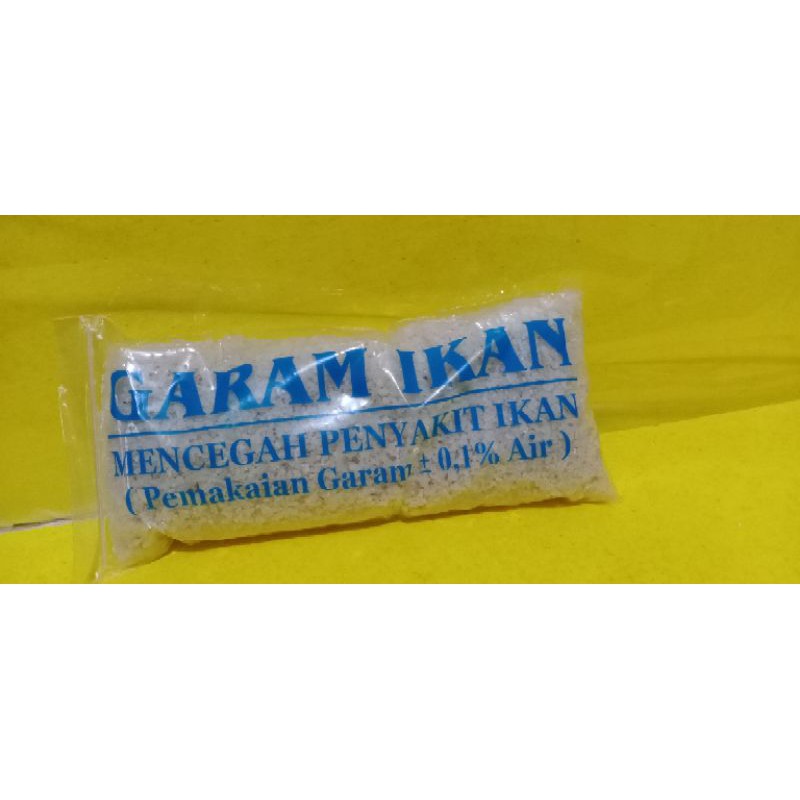 GARAM IKAN
MENCEGAH PENYAKIT IKAN
( Pemakaian Garam ± 0,1% Air )